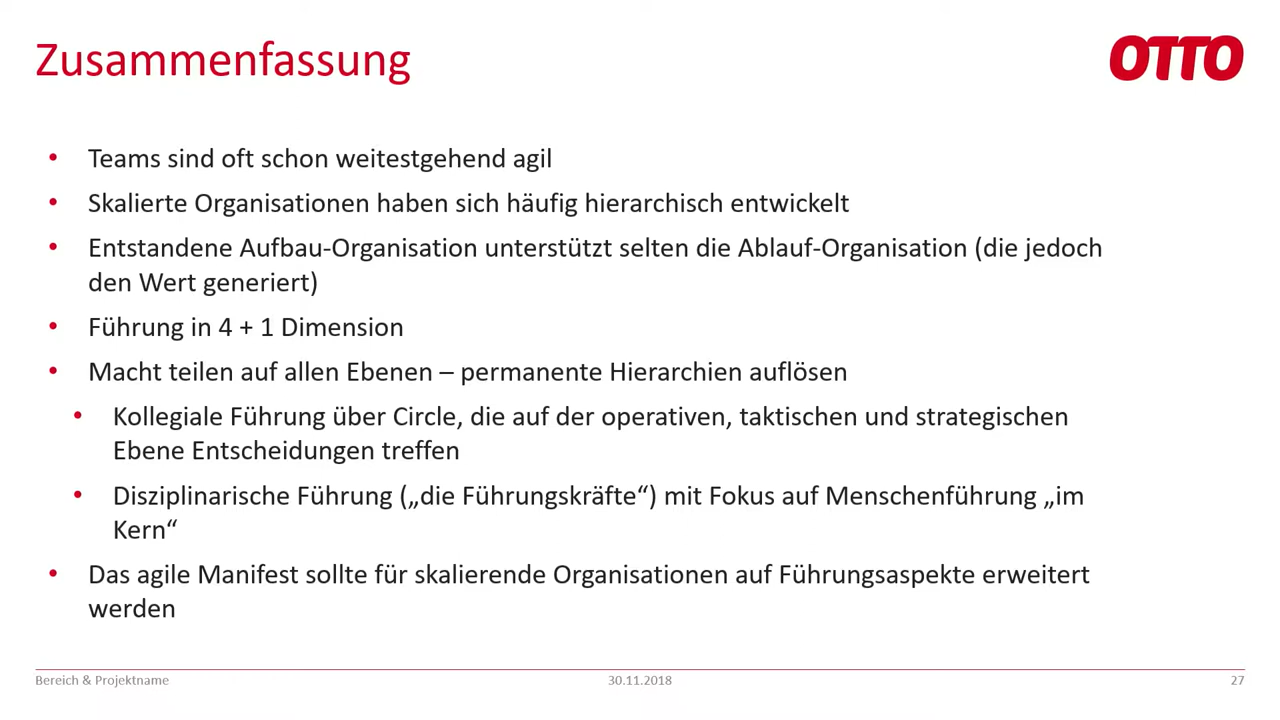 Zusammenfassung
OTTO
• Teams sind oft schon weitestgehend agil
• Skalierte Organisationen haben sich häufig hierarchisch entwickelt
• Entstandene Aufbau-Organisation unterstützt selten die Ablauf-Organisation (die jedoch
den Wert generiert)
• Führung in 4 + 1 Dimension
• Macht teilen auf allen Ebenen – permanente Hierarchien auflösen
• Kollegiale Führung über Circle, die auf der operativen, taktischen und strategischen
Ebene Entscheidungen treffen
• Disziplinarische Führung („die Führungskräfte“) mit Fokus auf Menschenführung „im
Kern“
• Das agile Manifest sollte für skalierende Organisationen auf Führungsaspekte erweitert
werden
Bereich & Projektname
30.11.2018
27